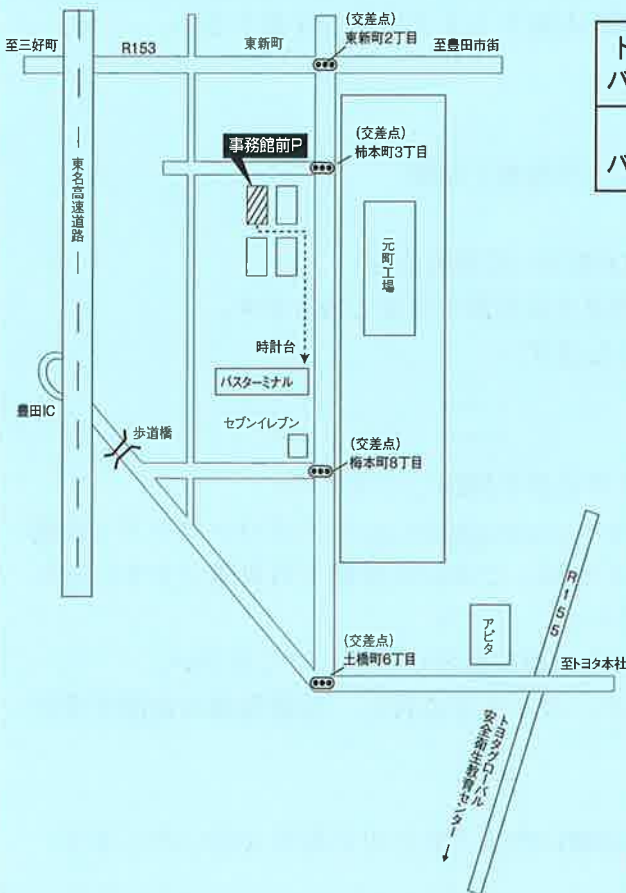 (交差点)
東新町2丁目
至三好町
R153
東新町
至豊田市街
ト
バ
バ
東名高速道路
事務館前P
(交差点)
柿本町3丁目
元町工場
時計台
バスターミナル
セブンイレブン
豊田IC
歩道橋
(交差点)
梅本町8丁目
R155
アピタ
(交差点)
土橋町6丁目
至トヨタ本社
トヨタグローバル
安全衛生教育センター